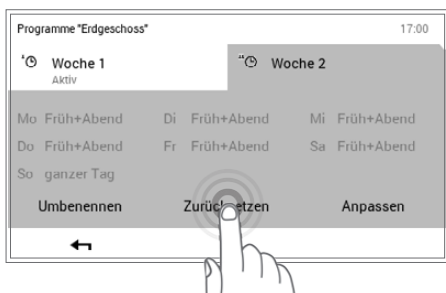 Programme "Erdgeschoss" 17:00
Woche 1 Woche 2
Aktiv
Mo Früh+Abend Di Früh+Abend Mi Früh+Abend
Do Früh+Abend Fr Früh+Abend Sa Früh+Abend
So ganzer Tag
Umbenennen Zurücksetzen Anpassen